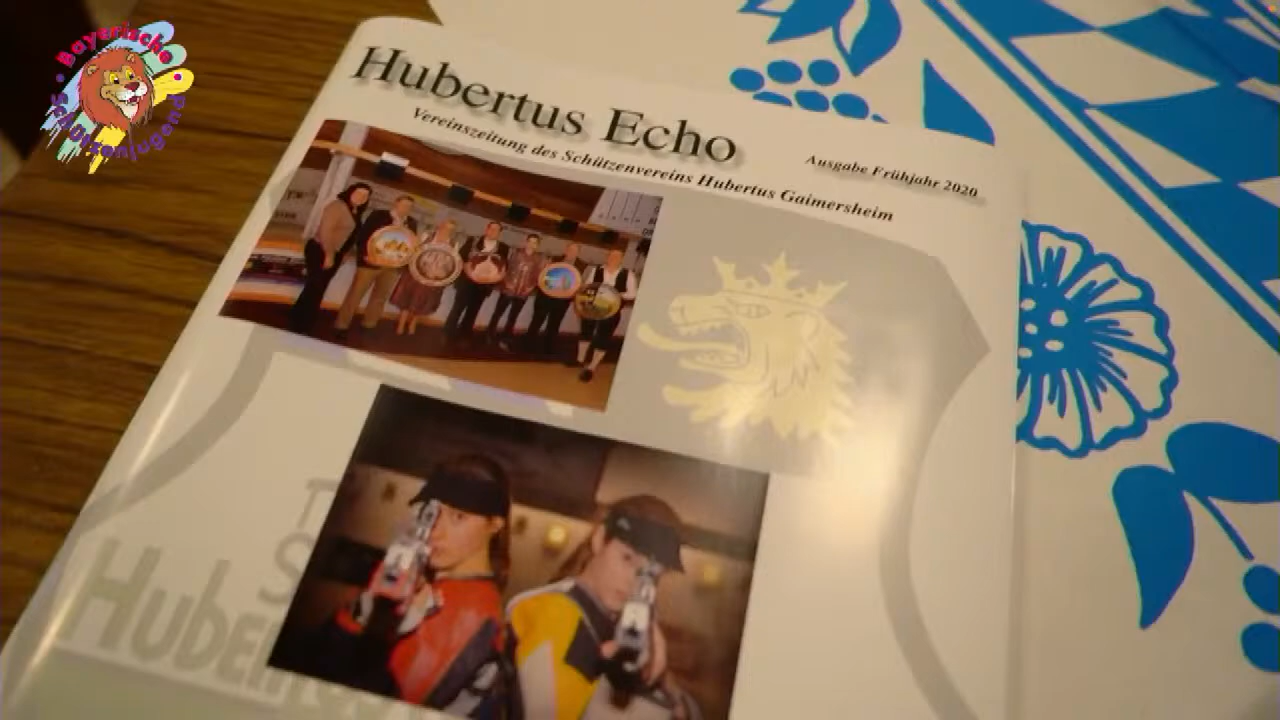 Bayerische
Schützenjugend
Hubertus Echo
Vereinszeitung des Schützenvereins Hubertus Gaimersheim
Ausgabe Frühjahr 2020